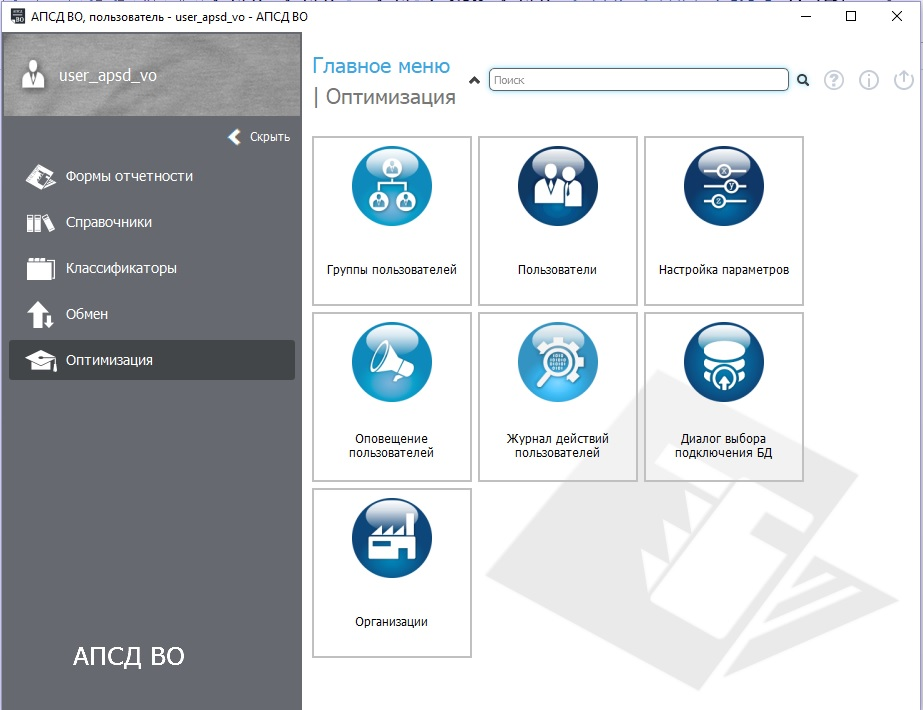 АПСД ВО, пользователь - user_apsd_vo - АПСД ВО
user_apsd_vo
Скрыть
Формы отчетности
Справочники
Классификаторы
Обмен
Оптимизация
АПСД ВО
Главное меню
| Оптимизация
Поиск
Группы пользователей
Пользователи
Настройка параметров
Оповещение
пользователей
Журнал действий
пользователей
Диалог выбора
подключения БД
Организации